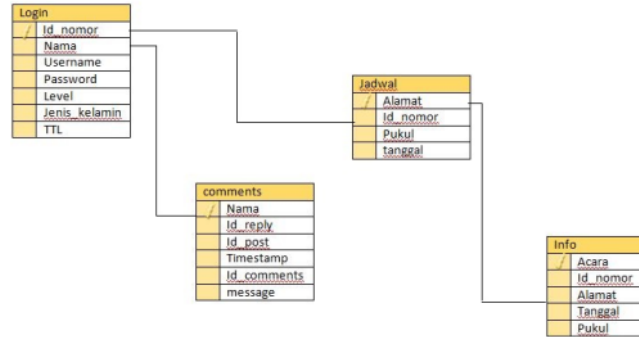 Login
Id_nomor
Nama
Username
Password
Level
Jenis_kelamin
TTL
Jadwal
Alamat
Id_nomor
Pukul
tanggal
comments
Nama
Id_reply
Id_post
Timestamp
Id_comments
message
Info
Acara
Id_nomor
Alamat
Tanggal
Pukul